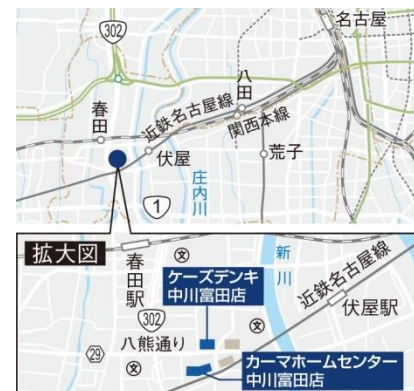 302
名古屋
八田
春田
近鉄名古屋線
関西本線
伏屋
荒子
庄内川
1
拡大図
春田駅
ケーズデンキ
中川富田店
新川
近鉄名古屋線
伏屋駅
302
文
文
文
八熊通り
29
カーマホームセンター
中川富田店